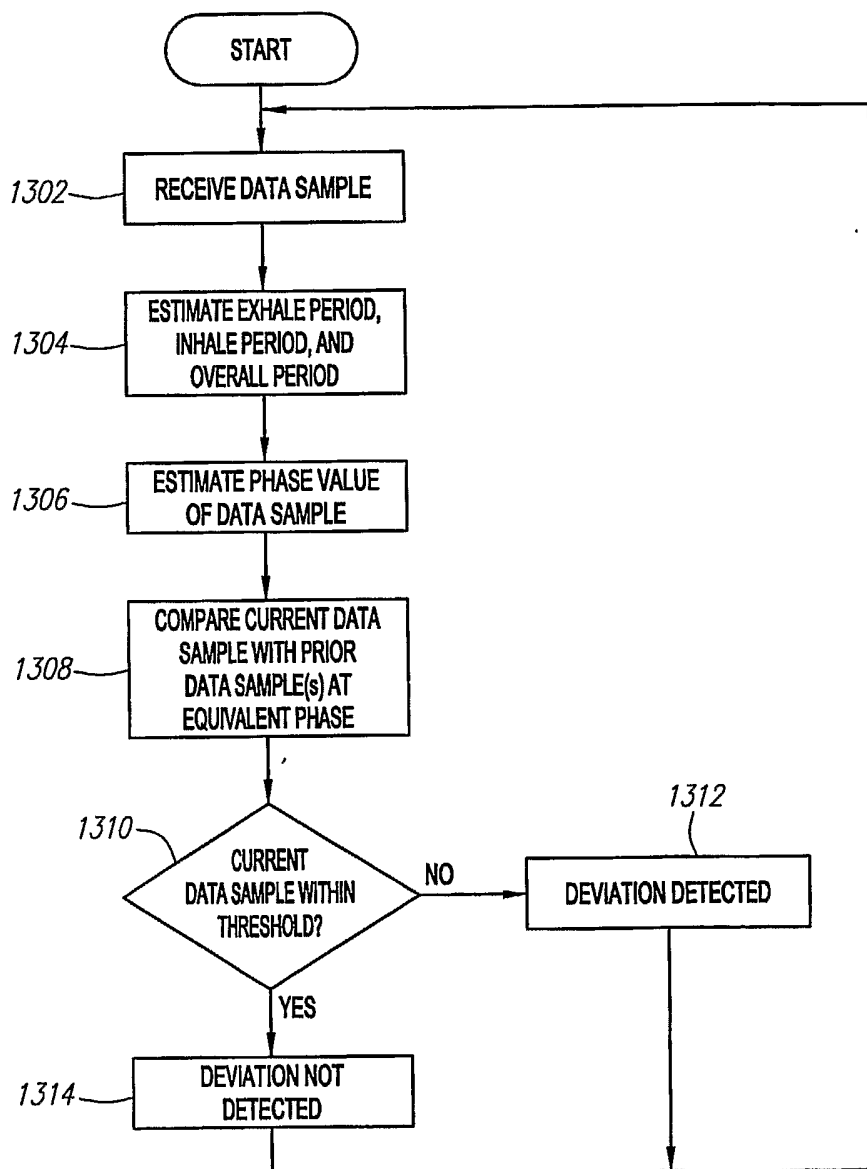 START
1302
RECEIVE DATA SAMPLE
1304
ESTIMATE EXHALE PERIOD,
INHALE PERIOD, AND
OVERALL PERIOD
1306
ESTIMATE PHASE VALUE
OF DATA SAMPLE
1308
COMPARE CURRENT DATA
SAMPLE WITH PRIOR
DATA SAMPLE(s) AT
EQUIVALENT PHASE
1310
CURRENT
DATA SAMPLE WITHIN
THRESHOLD?
NO
1312
DEVIATION DETECTED
YES
1314
DEVIATION NOT
DETECTED